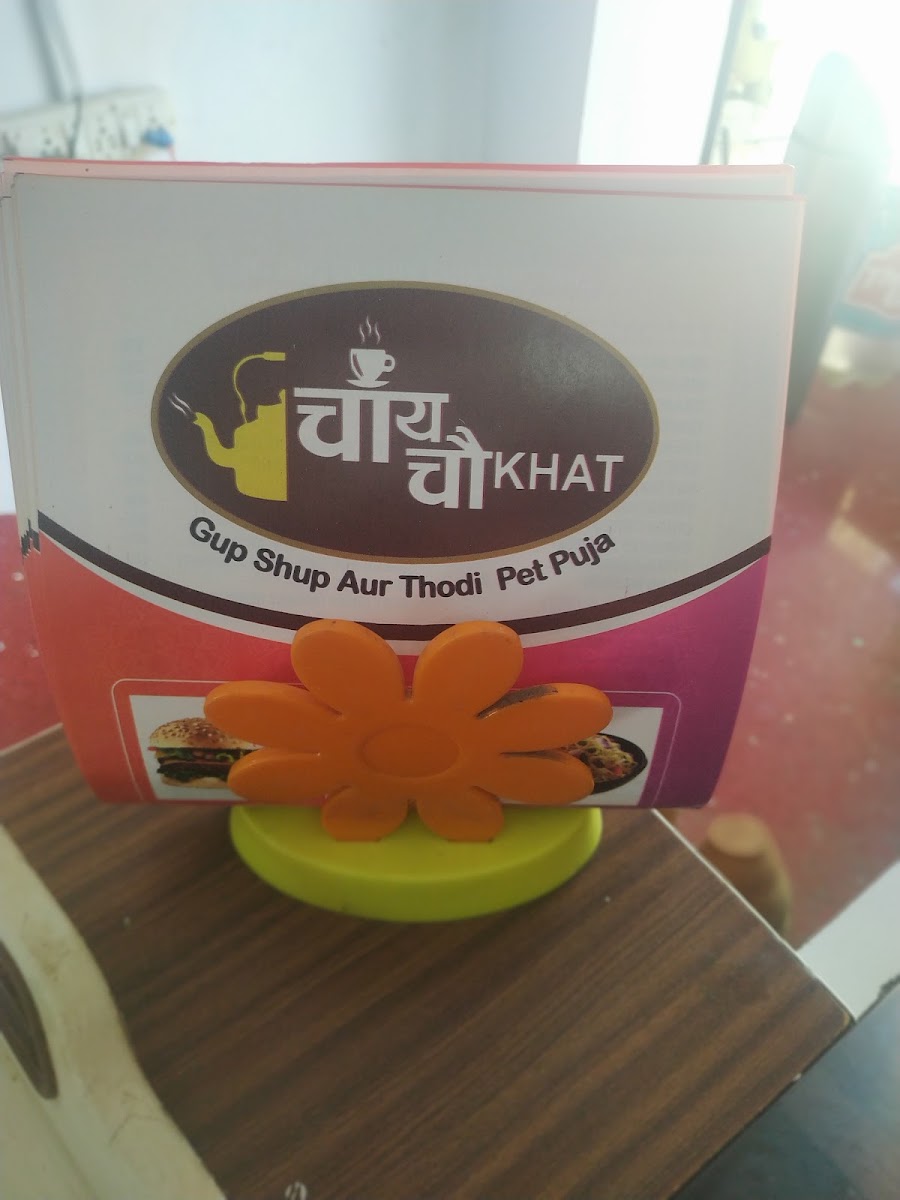 चाय
चौKHAT
Gup Shup Aur Thodi Pet Puja